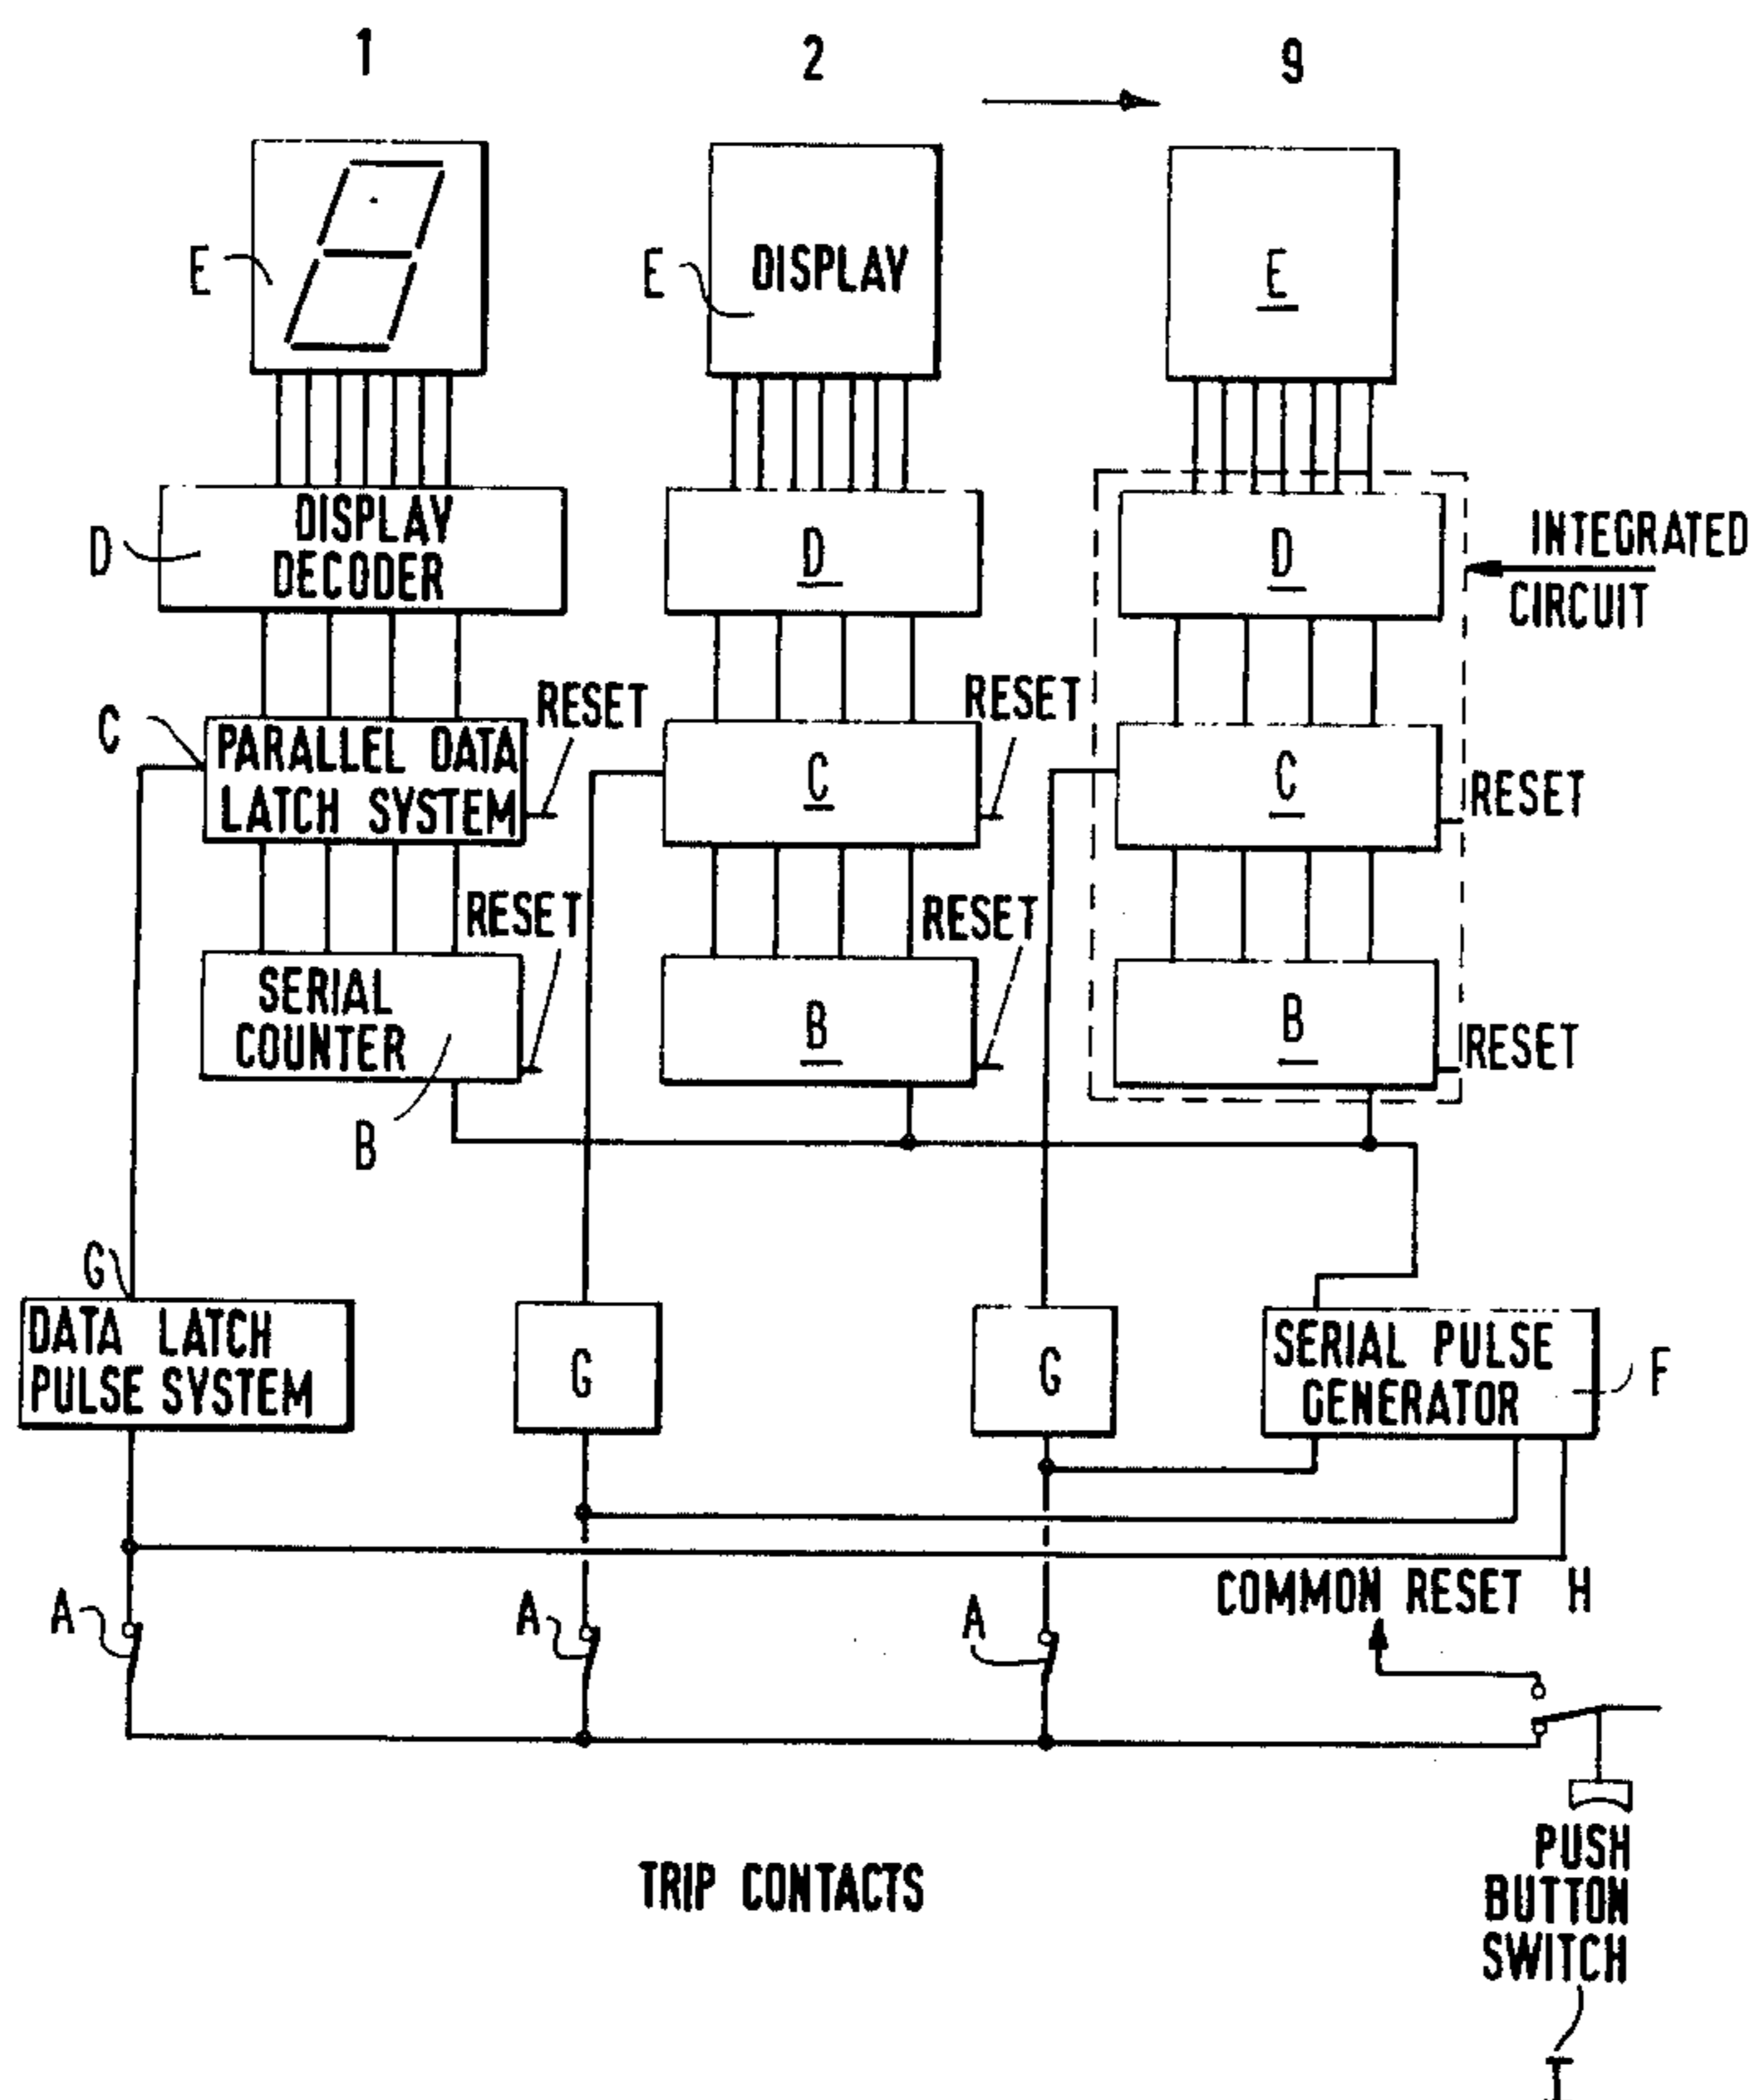 1 2 9
E
E DISPLAY
E
D DISPLAY DECODER
D
D
INTEGRATED CIRCUIT
C PARALLEL DATA LATCH SYSTEM
RESET
C
RESET
C
RESET
SERIAL COUNTER
B
RESET
B
RESET
B
RESET
G
DATA LATCH PULSE SYSTEM
G
G
SERIAL PULSE GENERATOR
F
COMMON RESET H
A
A
A
TRIP CONTACTS
PUSH BUTTON SWITCH